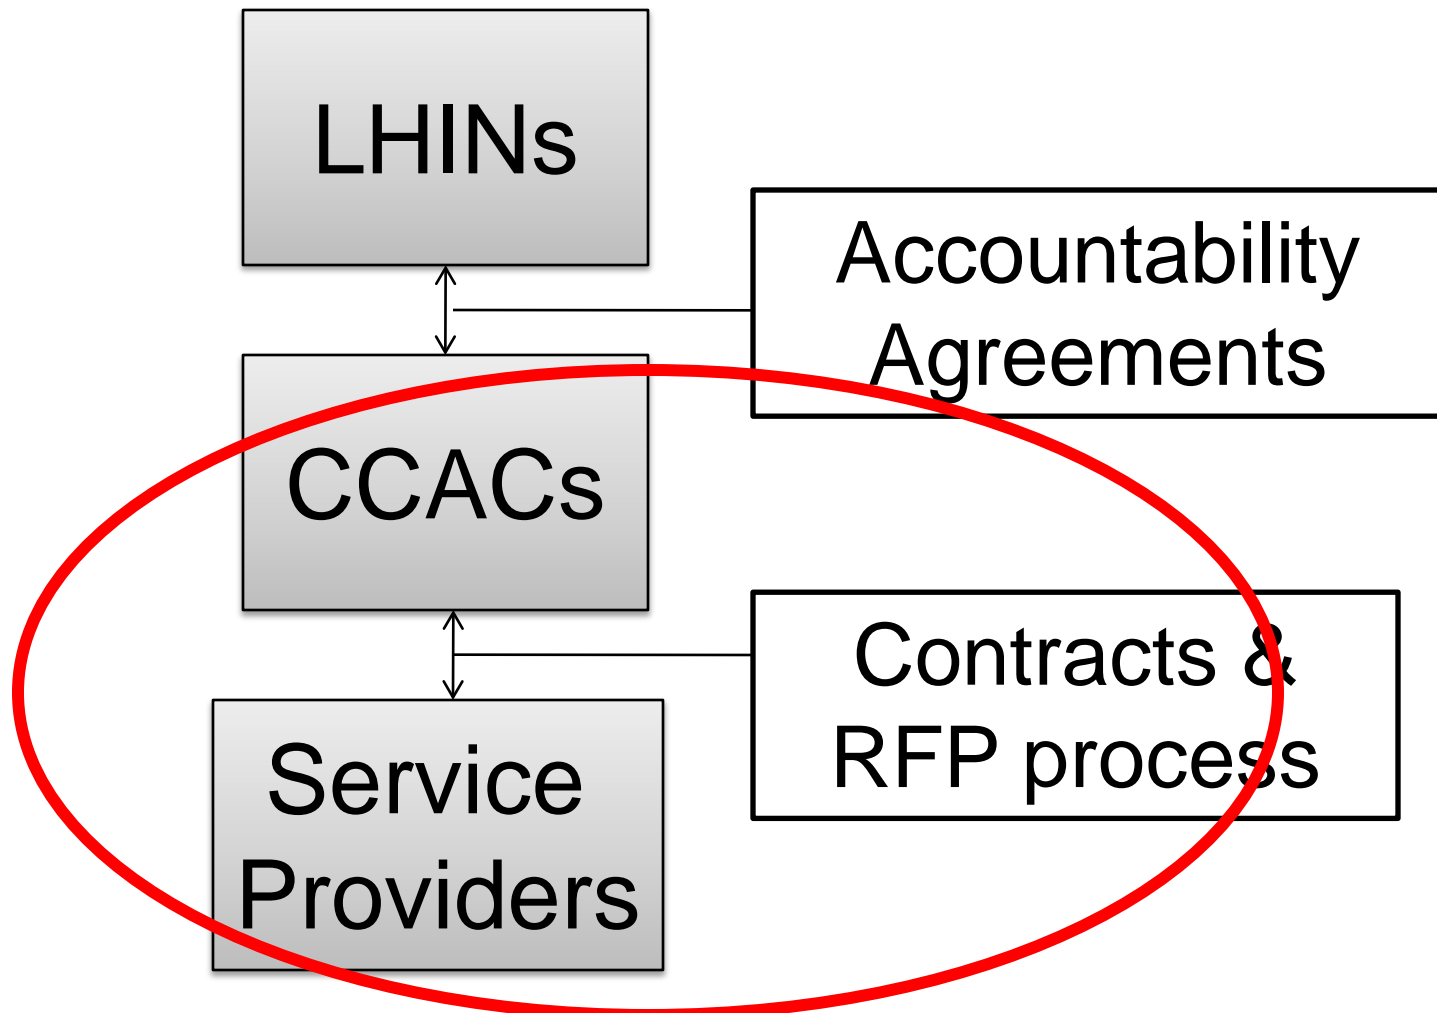 LHINs
Accountability
Agreements
CCACs
Contracts &
RFP process
Service
Providers